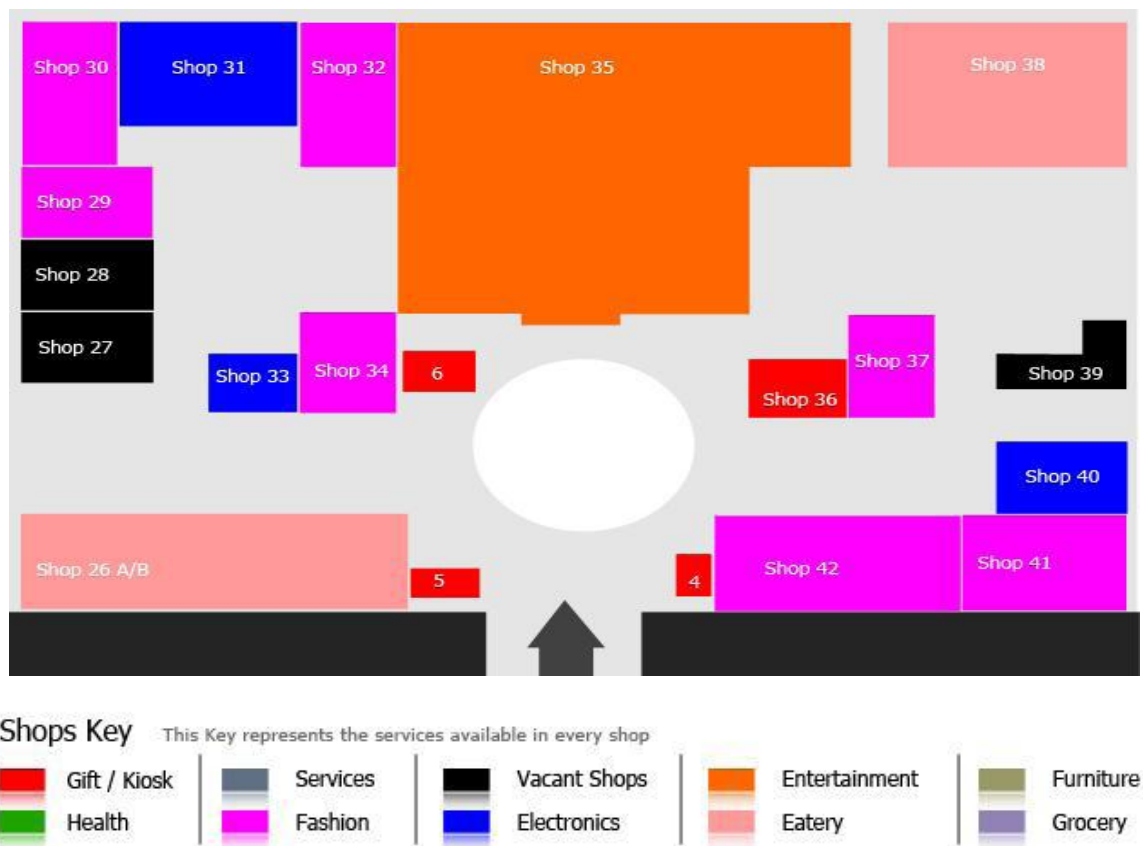 Shop 30
Shop 31
Shop 32
Shop 35
Shop 38
Shop 29
Shop 28
Shop 27
Shop 33
Shop 34
6
Shop 36
Shop 37
Shop 39
Shop 40
Shop 26 A/B
5
4
Shop 42
Shop 41
Shops Key This Key represents the services available in every shop
Gift / Kiosk Services Vacant Shops Entertainment Furniture
Health Fashion Electronics Eatery Grocery